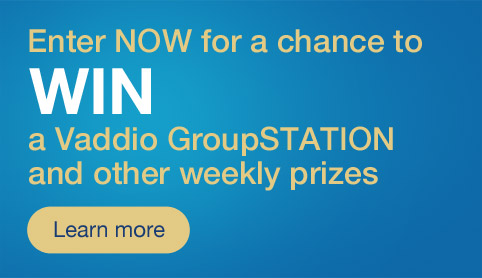 Enter NOW for a chance to
WIN
a Vaddio GroupSTATION
and other weekly prizes
Learn more